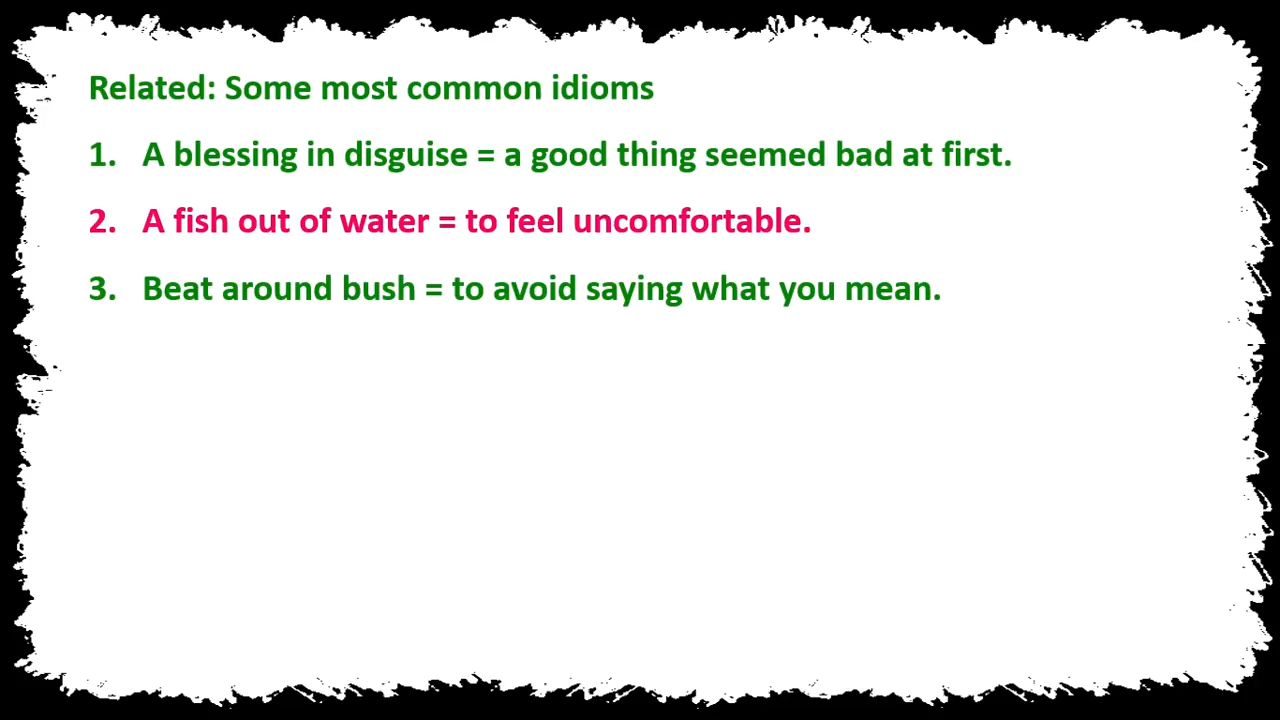 Related: Some most common idioms
1. A blessing in disguise = a good thing seemed bad at first.
2. A fish out of water = to feel uncomfortable.
3. Beat around bush = to avoid saying what you mean.